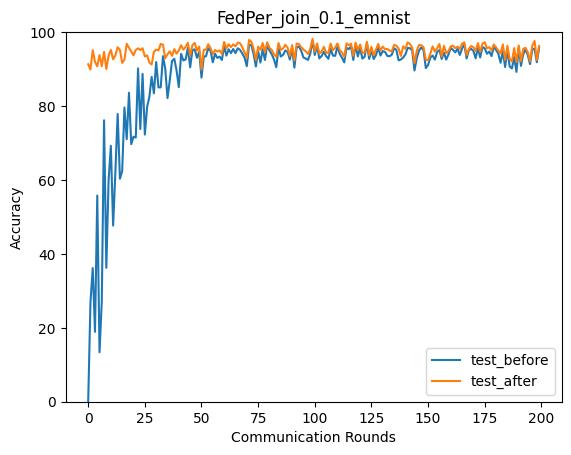 FedPer_join_0.1_emnist
100
80
60
40
20
0
Accuracy
0 25 50 75 100 125 150 175 200
Communication Rounds
test_before
test_after